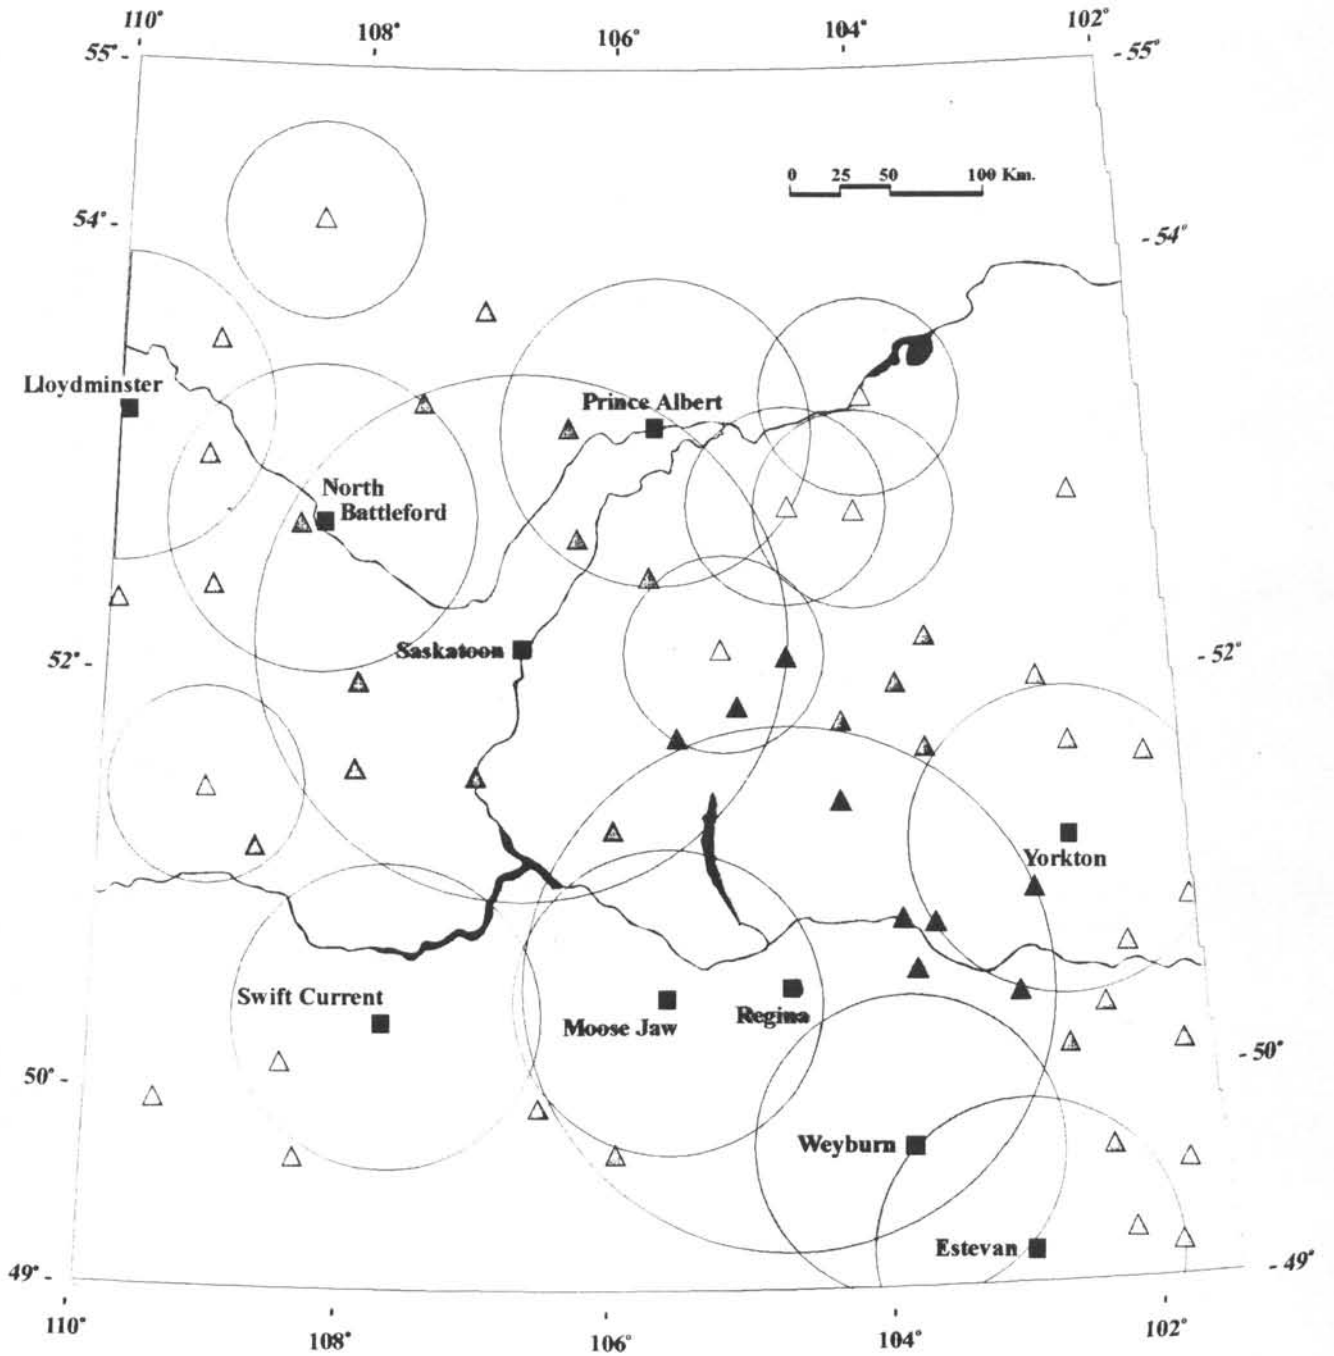 110°
108°
106°
104°
102°
55°-
-55°
0 25 50 100 Km.
54°-
-54°
Lloydminster
Prince Albert
North
Battleford
Saskatoon
52°-
-52°
Yorkton
Swift Current
Moose Jaw
Regina
50°-
-50°
Weyburn
Estevan
49°-
-49°
110°
108°
106°
104°
102°